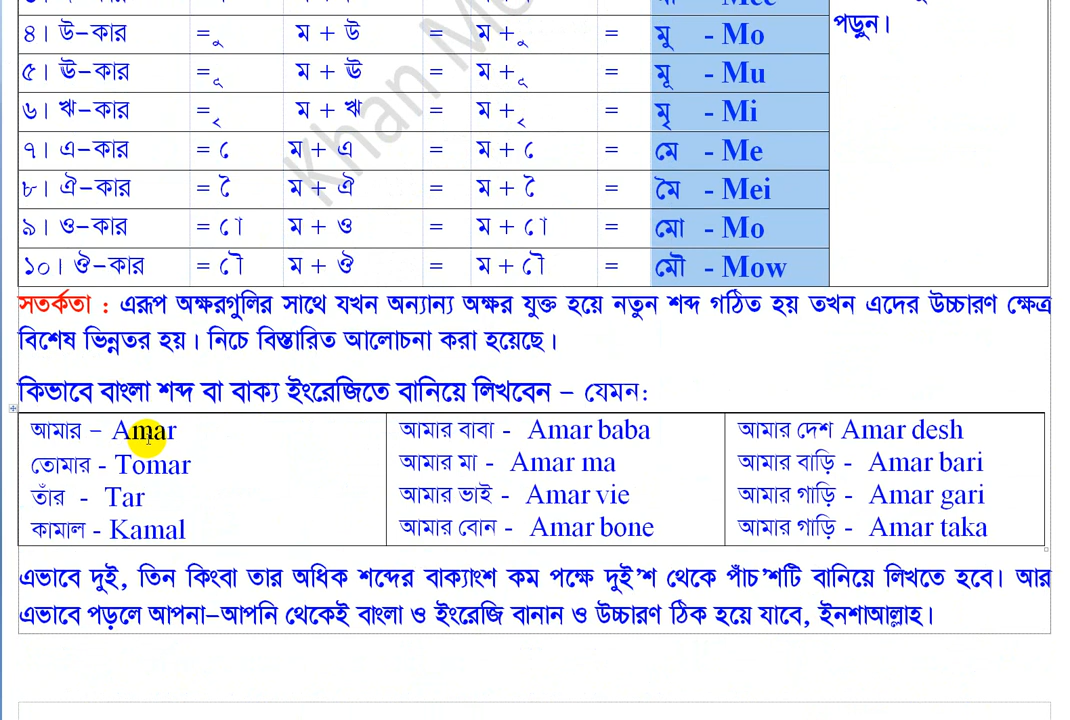 ৪। উ-কার = ু ম + উ = ম + ু = মু - Mo
পড়ুন।
৫। ঊ-কার = ূ ম + ঊ = ম + ূ = মূ - Mu
৬। ঋ-কার = ৃ ম + ঋ = ম + ৃ = মৃ - Mi
৭। এ-কার = ে ম + এ = ম + ে = মে - Me
৮। ঐ-কার = ৈ ম + ঐ = ম + ৈ = মৈ - Mei
৯। ও-কার = ো ম + ও = ম + ো = মো - Mo
১০। ঔ-কার = ৌ ম + ঔ = ম + ৌ = মৌ - Mow
সতর্কতা : এরূপ অক্ষরগুলির সাথে যখন অন্যান্য অক্ষর যুক্ত হয়ে নতুন শব্দ গঠিত হয় তখন এদের উচ্চারণ ক্ষেত্র
বিশেষ ভিন্নতর হয়। নিচে বিস্তারিত আলোচনা করা হয়েছে।
কিভাবে বাংলা শব্দ বা বাক্য ইংরেজিতে বানিয়ে লিখবেন – যেমন:
আমার – Amar আমার বাবা - Amar baba আমার দেশ Amar desh
তোমার - Tomar আমার মা - Amar ma আমার বাড়ি - Amar bari
তাঁর - Tar আমার ভাই - Amar vie আমার গাড়ি - Amar gari
কামাল - Kamal আমার বোন - Amar bone আমার গাড়ি - Amar taka
এভাবে দুই, তিন কিংবা তার অধিক শব্দের বাক্যাংশ কম পক্ষে দুই'শ থেকে পাঁচ'শটি বানিয়ে লিখতে হবে। আর
এভাবে পড়লে আপনা-আপনি থেকেই বাংলা ও ইংরেজি বানান ও উচ্চারণ ঠিক হয়ে যাবে, ইনশাআল্লাহ।
Khan